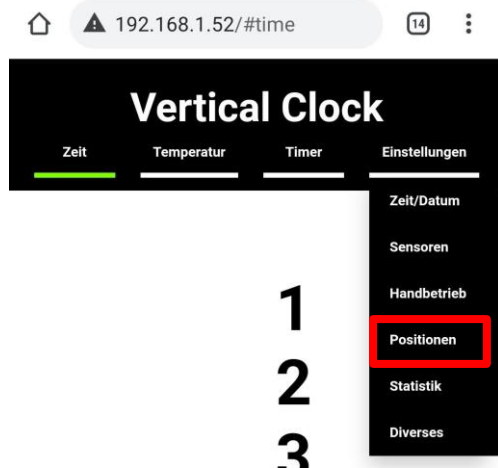 192.168.1.52/#time
14
Vertical Clock
Zeit Temperatur Timer Einstellungen
Zeit/Datum
Sensoren
Handbetrieb
Positionen
Statistik
Diverses
1
2
3